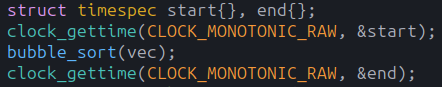 struct timespec start{}, end{};
clock_gettime(CLOCK_MONOTONIC_RAW, &start);
bubble_sort(vec);
clock_gettime(CLOCK_MONOTONIC_RAW, &end);